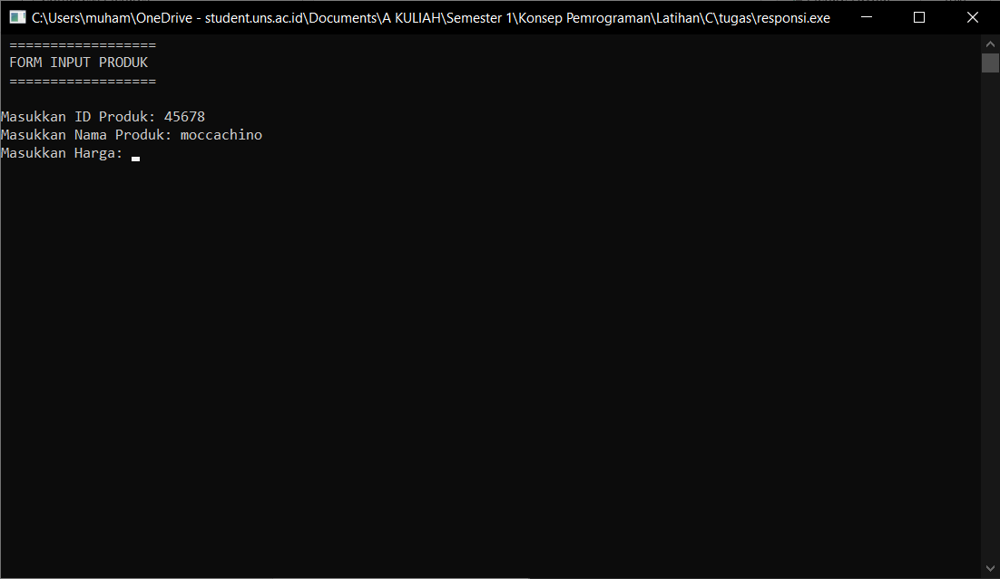 C:\Users\muham\OneDrive - student.uns.ac.id\Documents\A KULIAH\Semester 1\Konsep Pemrograman\Latihan\C\tugas\responsi.exe
==================
FORM INPUT PRODUK
==================
Masukkan ID Produk: 45678
Masukkan Nama Produk: moccachino
Masukkan Harga: